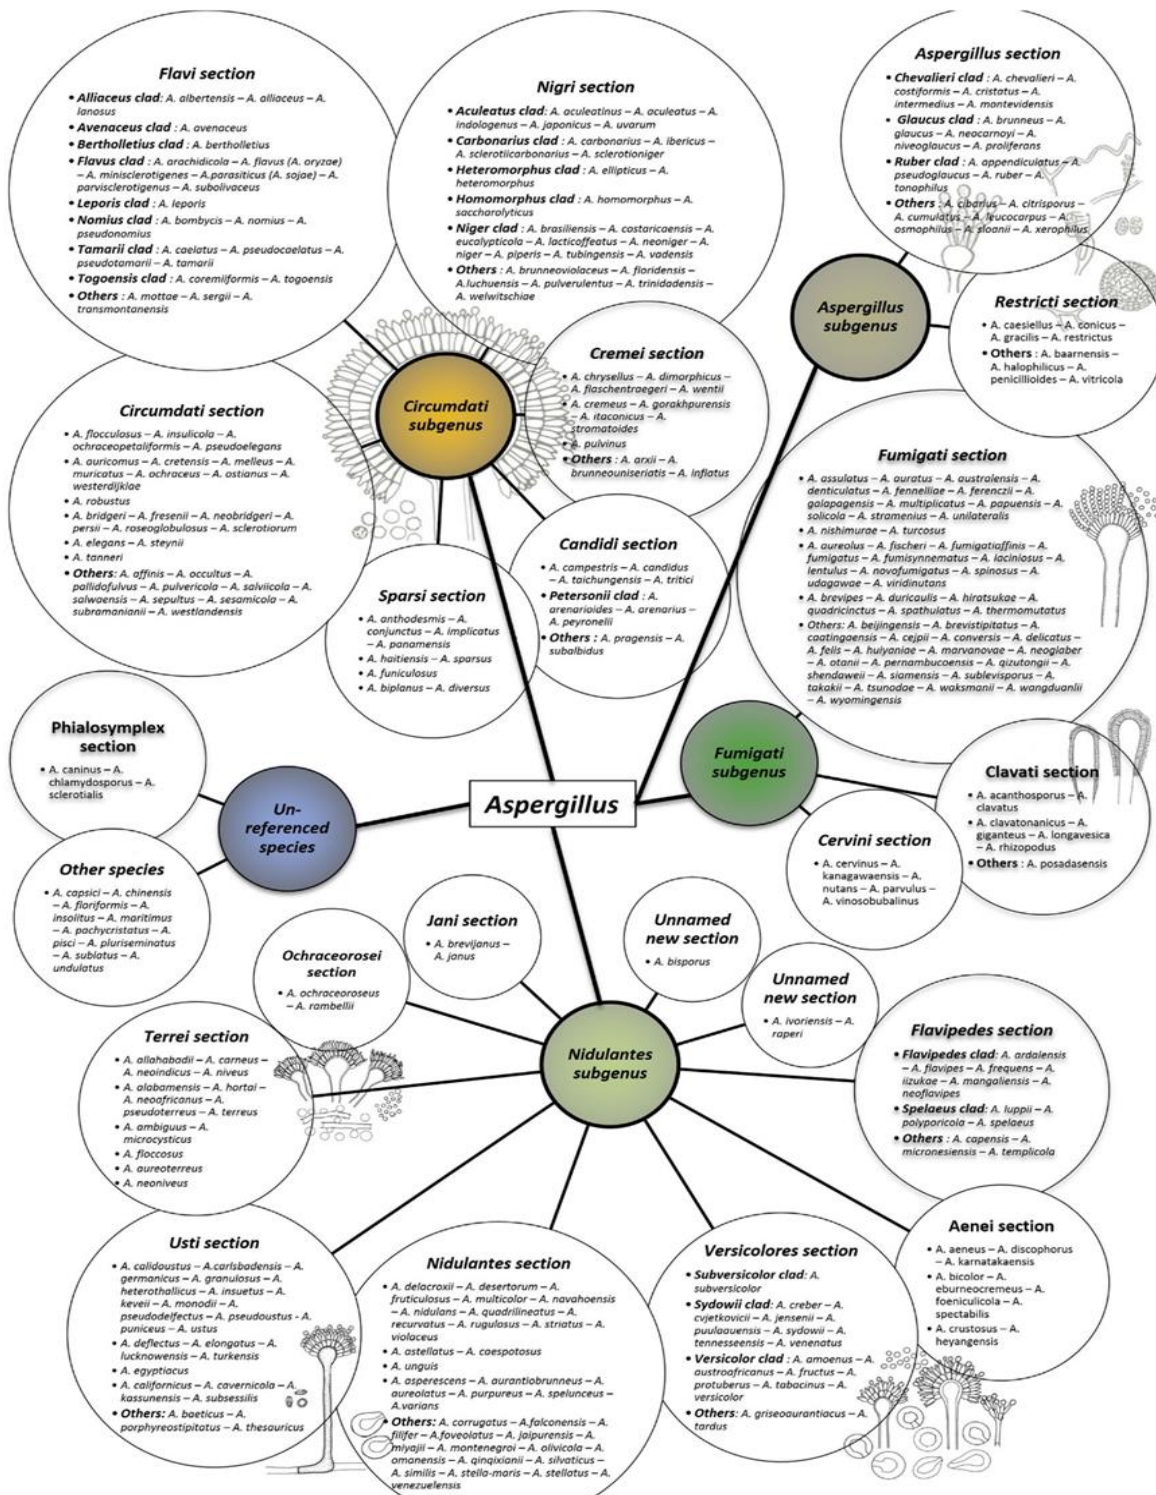 Flavi section
• Alliaceus clad: A. albertensis – A. alliaceus – A.
lanosus
• Avenaceus clad : A. avenaceus
• Bertholletius clad : A. bertholletius
• Flavus clad : A. arachidicola – A. flavus (A. oryzae)
– A. minisclerotigenes – A.parasiticus (A. sojae) – A.
parvisclerotigenus – A. subolivaceus
• Leporis clad : A. leporis
• Nomius clad : A. bombycis – A. nomius – A.
pseudonomius
• Tamarii clad : A. caelatus – A. pseudocaelatus – A.
pseudotamarii – A. tamarii
• Togoensis clad : A. coremiiformis – A. togoensis
• Others : A. mottae – A. sergii – A.
transmontanensis
Nigri section
• Aculeatus clad : A. aculeatinus – A. aculeatus – A.
indologenus – A. japonicus – A. uvarum
• Carbonarius clad : A. carbonarius – A. ibericus –
A. sclerotiicarbonarius – A. sclerotioniger
• Heteromorphus clad : A. ellipticus – A.
heteromorphus
• Homomorphus clad : A. homomorphus – A.
saccharolyticus
• Niger clad : A. brasiliensis – A. costaricaensis – A.
eucalypticola – A. lacticoffeatus – A. neoniger – A.
niger – A. piperis – A. tubingensis – A. vadensis
• Others : A. brunneoviolaceus – A. floridensis –
A.luchuensis – A. pulverulentus – A. trinidadensis –
A. welwitschiae
Aspergillus section
• Chevalieri clad : A. chevalieri – A.
costiformis – A. cristatus – A.
intermedius – A. montevidensis
• Glaucus clad : A. brunneus – A.
glaucus – A. neocarnoyi – A.
niveoglaucus – A. proliferans
• Ruber clad : A. appendiculatus – A.
pseudoglaucus – A. ruber – A.
tonophilus
• Others : A. cibarius – A. citrisporus –
A. cumulatus – A. leucocarpus – A.
osmophilus – A. sloanii – A. xerophilus
Aspergillus
subgenus
Restricti section
• A. caesiellus – A. conicus –
A. gracilis – A. restrictus
• Others : A. baarnensis –
A. halophilicus – A.
penicillioides – A. vitricola
Circumdati
subgenus
Cremei section
• A. chrysellus – A. dimorphicus –
A. flaschentraegeri – A. wentii
• A. cremeus – A. gorakhpurensis
– A. itaconicus – A.
stromatoides
• A. pulvinus
• Others : A. arxii – A.
brunneouniseriatis – A. inflatus
Circumdati section
• A. flocculosus – A. insulicola – A.
ochraceopetaliformis – A. pseudoelegans
• A. auricomus – A. cretensis – A. melleus – A.
muricatus – A. ochraceus – A. ostianus – A.
westerdijkiae
• A. robustus
• A. bridgeri – A. fresenii – A. neobridgeri – A.
persii – A. roseoglobulosus – A. sclerotiorum
• A. elegans – A. steynii
• A. tanneri
• Others: A. affinis – A. occultus – A.
pallidofulvus – A. pulvericola – A. salviicola – A.
salwaensis – A. sepultus – A. sesamicola – A.
subramanianii – A. westlandensis
Fumigati section
• A. assulatus – A. auratus – A. australensis – A.
denticulatus – A. fennelliae – A. ferenczii – A.
galapagensis – A. multiplicatus – A. papuensis – A.
solicola – A. stramenius – A. unilateralis
• A. nishimurae – A. turcosus
• A. aureolus – A. fischeri – A. fumigatiaffinis – A.
fumigatus – A. fumisynnematus – A. laciniosus – A.
lentulus – A. novofumigatus – A. spinosus – A.
udagawae – A. viridinutans
• A. brevipes – A. duricaulis – A. hiratsukae – A.
quadricinctus – A. spathulatus – A. thermomutatus
• Others: A. beijingensis – A. brevistipitatus – A.
caatingaensis – A. cejpii – A. conversis – A. delicatus –
A. felis – A. huiyaniae – A. marvanovae – A. neoglaber
– A. otanii – A. pernambucoensis – A. qizutongii – A.
shendaweii – A. siamensis – A. sublevisporus – A.
takakii – A. tsunodae – A. waksmanii – A. wangduanlii –
A. wyomingensis
Candidi section
• A. campestris – A. candidus
– A. taichungensis – A. tritici
• Petersonii clad : A.
arenarioides – A. arenarius –
A. peyronelii
• Others : A. pragensis – A.
subalbidus
Sparsi section
• A. anthodesmis – A.
conjunctus – A. implicatus –
A. panamensis
• A. haitiensis – A. sparsus
• A. funiculosus
• A. biplanus – A. diversus
Phialosymplex
section
• A. caninus – A.
chlamydosporus – A.
sclerotialis
Un-
referenced
species
Aspergillus
Fumigati
subgenus
Clavati section
• A. acanthosporus – A.
clavatus
• A. clavatonanicus – A.
giganteus – A. longavesica
– A. rhizopodus
• Others : A. posadasensis
Cervini section
• A. cervinus – A.
kanagawaensis – A.
nutans – A. parvulus –
A. vinosobubalinus
Other species
• A. capsici – A. chinensis
– A. floriformis – A.
insolitus – A. maritimus
– A. pachycristatus – A.
pisci – A. pluriseminatus
– A. sublatus – A.
undulatus
Jani section
• A. brevijanus –
A. janus
Unnamed
new section
• A. bisporus
Ochraceorosei
section
• A. ochraceoroseus
– A. rambellii
Unnamed
new section
• A. ivoriensis – A.
raperi
Terrei section
• A. allahabadii – A. carneus –
A. neoindicus – A. niveus
• A. alabamensis – A. hortai –
A. neoafricanus – A.
pseudoterreus – A. terreus
• A. ambiguus – A.
microcysticus
• A. floccosus
• A. aureoterreus
• A. neoniveus
Nidulantes
subgenus
Flavipedes section
• Flavipedes clad: A. ardalensis
– A. flavipes – A. frequens – A.
iizukae – A. mangaliensis – A.
neoflavipes
• Spelaeus clad: A. luppii – A.
polyporicola – A. spelaeus
• Others : A. capensis – A.
micronesiensis – A. templicola
Usti section
• A. calidoustus – A.carlsbadensis – A.
germanicus – A. granulosus – A.
heterothallicus – A. insuetus – A.
keveii – A. monodii – A.
pseudodelfectus – A. pseudoustus - A.
puniceus – A. ustus
• A. deflectus – A. elongatus – A.
lucknowensis – A. turkensis
• A. egyptiacus
• A. californicus – A. cavernicola – A.
kassunensis – A. subsessilis
• Others: A. baeticus – A.
porphyreostipitatus – A. thesauricus
Nidulantes section
• A. delacroxii – A. desertorum – A.
fruticulosus – A. multicolor – A. navahoensis
– A. nidulans – A. quadrilineatus – A.
recurvatus – A. rugulosus – A. striatus – A.
violaceus
• A. astellatus – A. caespotosus
• A. unguis
• A. asperescens – A. aurantiobrunneus – A.
aureolatus – A. purpureus – A. spelunceus –
A.varians
• Others: A. corrugatus – A.falconensis – A.
filifer – A.foveolatus – A. jaipurensis – A.
miyajii – A. montenegroi – A. olivicola – A.
omanensis – A. qinqixianii – A. silvaticus –
A. similis – A. stella-maris – A. stellatus – A.
venezuelensis
Versicolores section
• Subversicolor clad: A.
subversicolor
• Sydowii clad: A. creber – A.
cvjetkovicii – A. jensenii – A.
puulaauensis – A. sydowii – A.
tennesseensis – A. venenatus
• Versicolor clad : A. amoenus – A.
austroafricanus – A. fructus – A.
protuberus – A. tabacinus – A.
versicolor
• Others: A. griseoaurantiacus – A.
tardus
Aenei section
• A. aeneus – A. discophorus
– A. karnatakaensis
• A. bicolor – A.
eburneocremeus – A.
foeniculicola – A.
spectabilis
• A. crustosus – A.
heyangensis